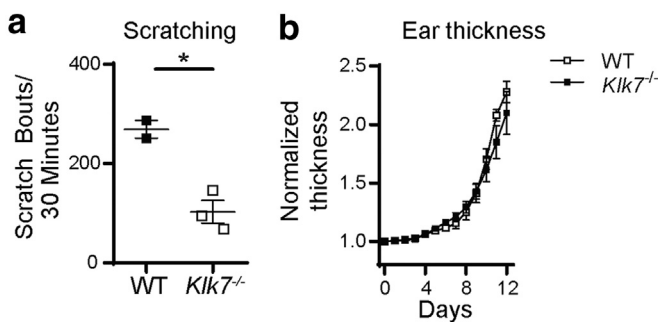 a
Scratching
Scratch Bouts/
30 Minutes
400
200
0
*
WT
Klk7-/-
b
Ear thickness
Normalized
thickness
2.5
2.0
1.5
1.0
0 4 8 12
Days
WT
Klk7-/-